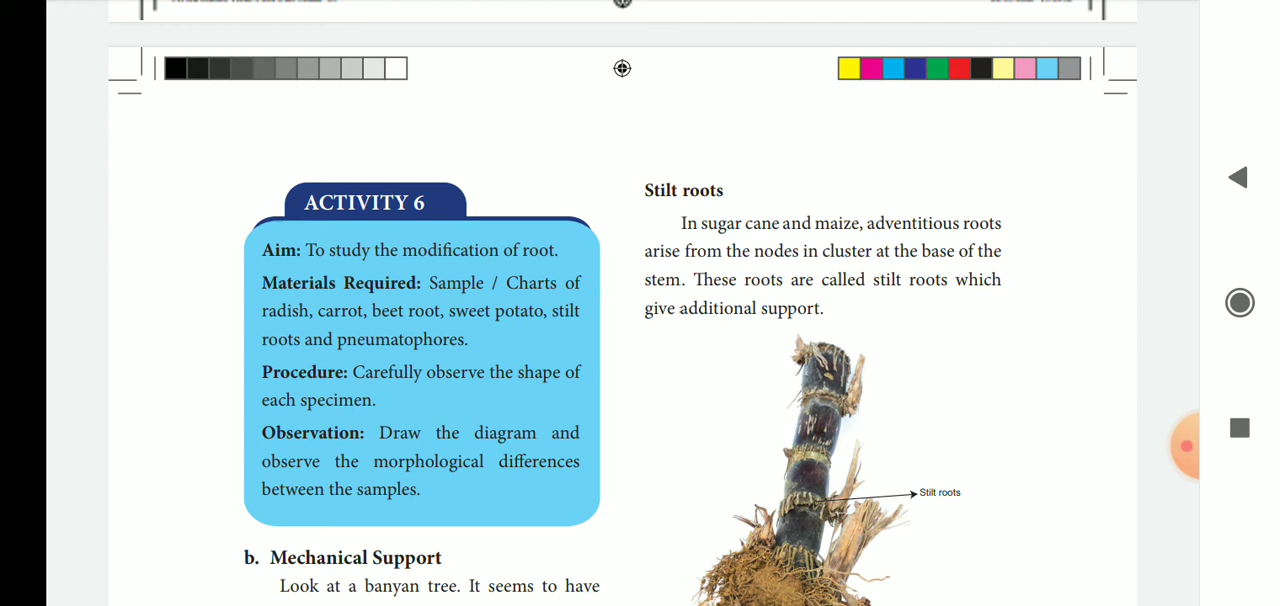 ACTIVITY 6
Aim: To study the modification of root.
Materials Required: Sample / Charts of
radish, carrot, beet root, sweet potato, stilt
roots and pneumatophores.
Procedure: Carefully observe the shape of
each specimen.
Observation: Draw the diagram and
observe the morphological differences
between the samples.
b. Mechanical Support
Look at a banyan tree. It seems to have
Stilt roots
In sugar cane and maize, adventitious roots
arise from the nodes in cluster at the base of the
stem. These roots are called stilt roots which
give additional support.
Stilt roots